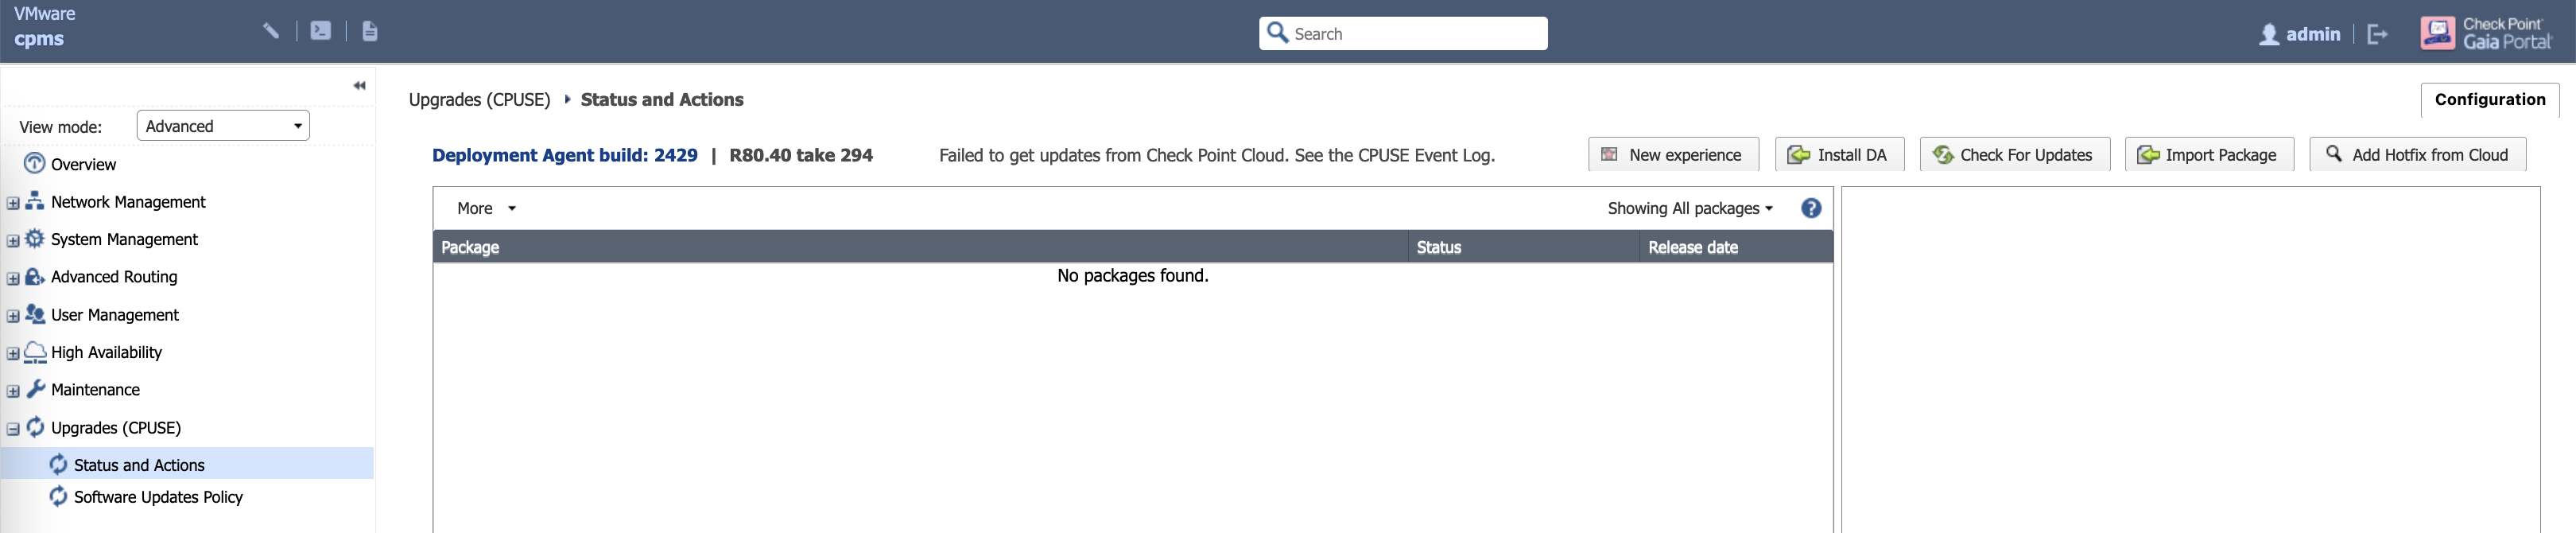 VMware
cpms
Search
admin
Check Point
Gaia Portal
View mode: Advanced
Overview
Network Management
System Management
Advanced Routing
User Management
High Availability
Maintenance
Upgrades (CPUSE)
Status and Actions
Software Updates Policy
Upgrades (CPUSE) Status and Actions
Configuration
Deployment Agent build: 2429 | R80.40 take 294 Failed to get updates from Check Point Cloud. See the CPUSE Event Log. New experience Install DA Check For Updates Import Package Add Hotfix from Cloud
More Showing All packages ?
Package Status Release date
No packages found.